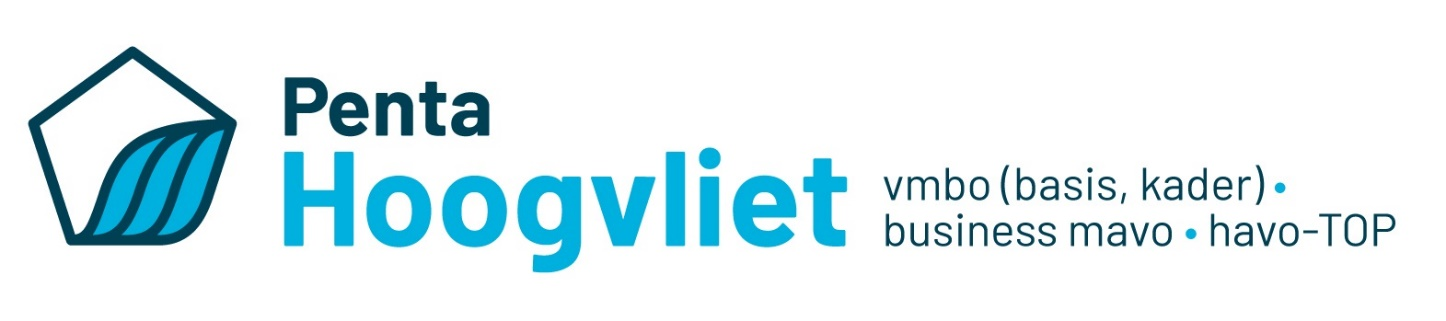 Penta
Hoogvliet
vmbo (basis, kader) •
business mavo • havo-TOP